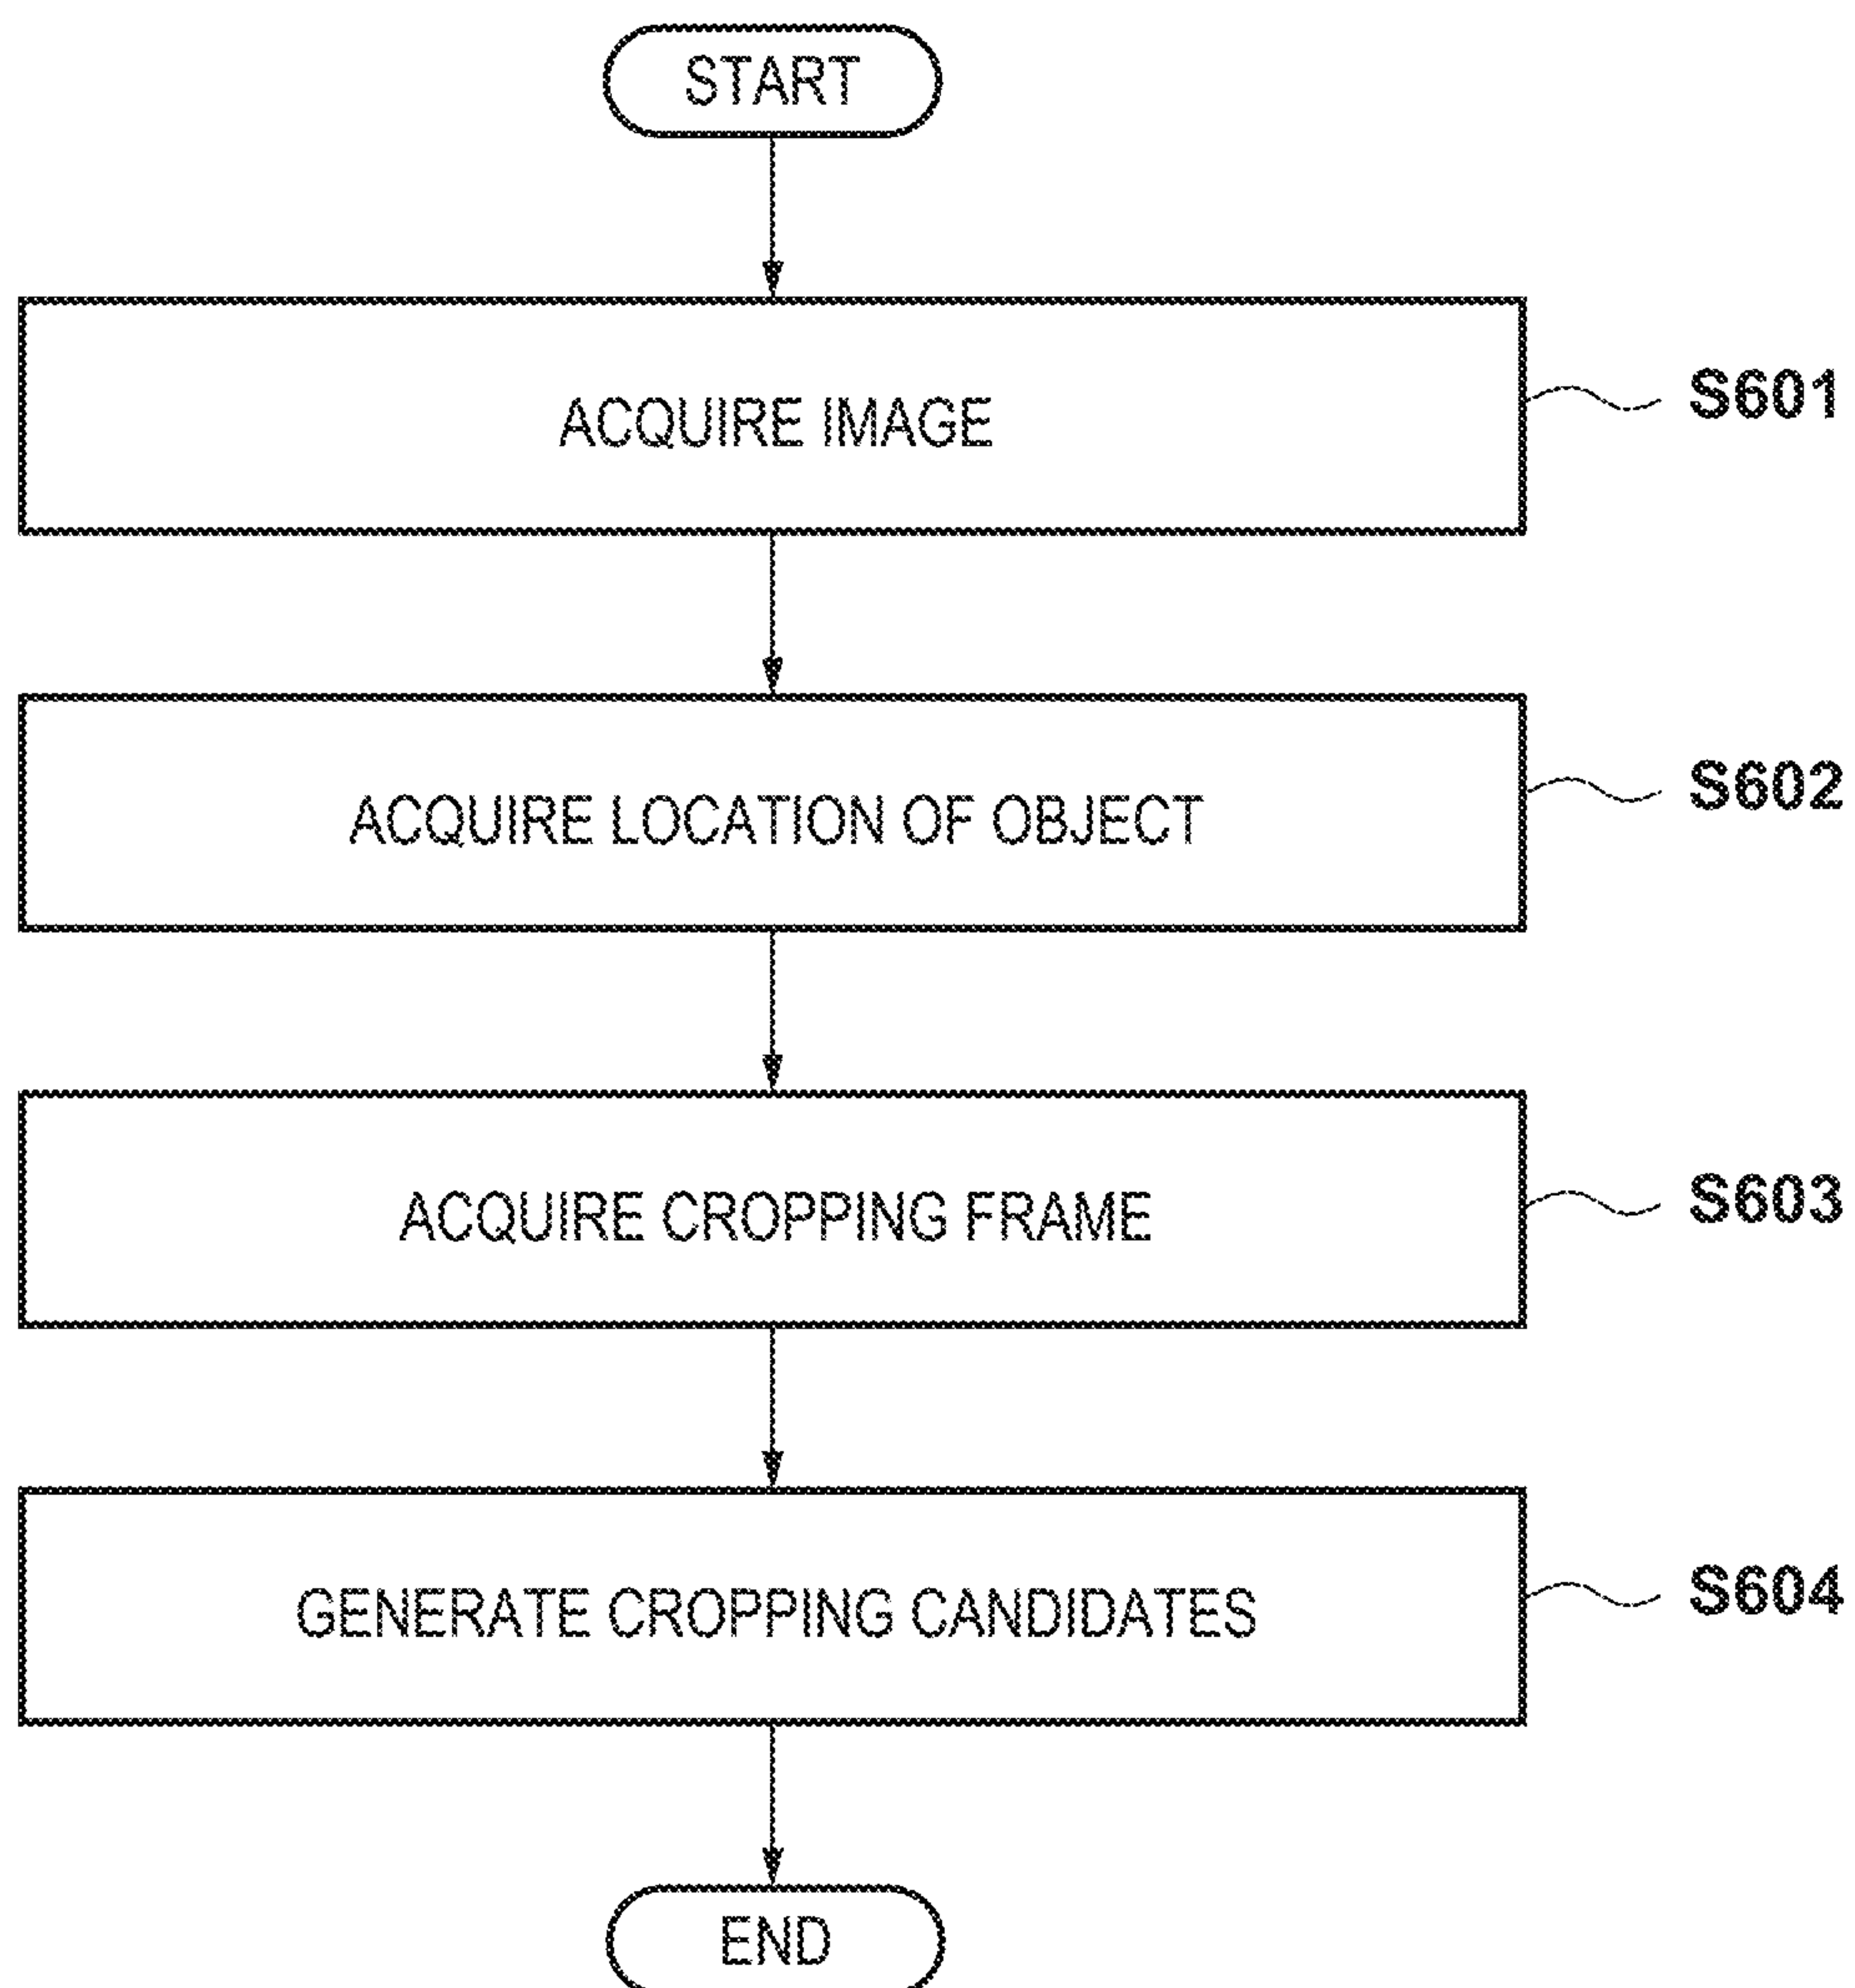 START
ACQUIRE IMAGE
S601
ACQUIRE LOCATION OF OBJECT
S602
ACQUIRE CROPPING FRAME
S603
GENERATE CROPPING CANDIDATES
S604
END